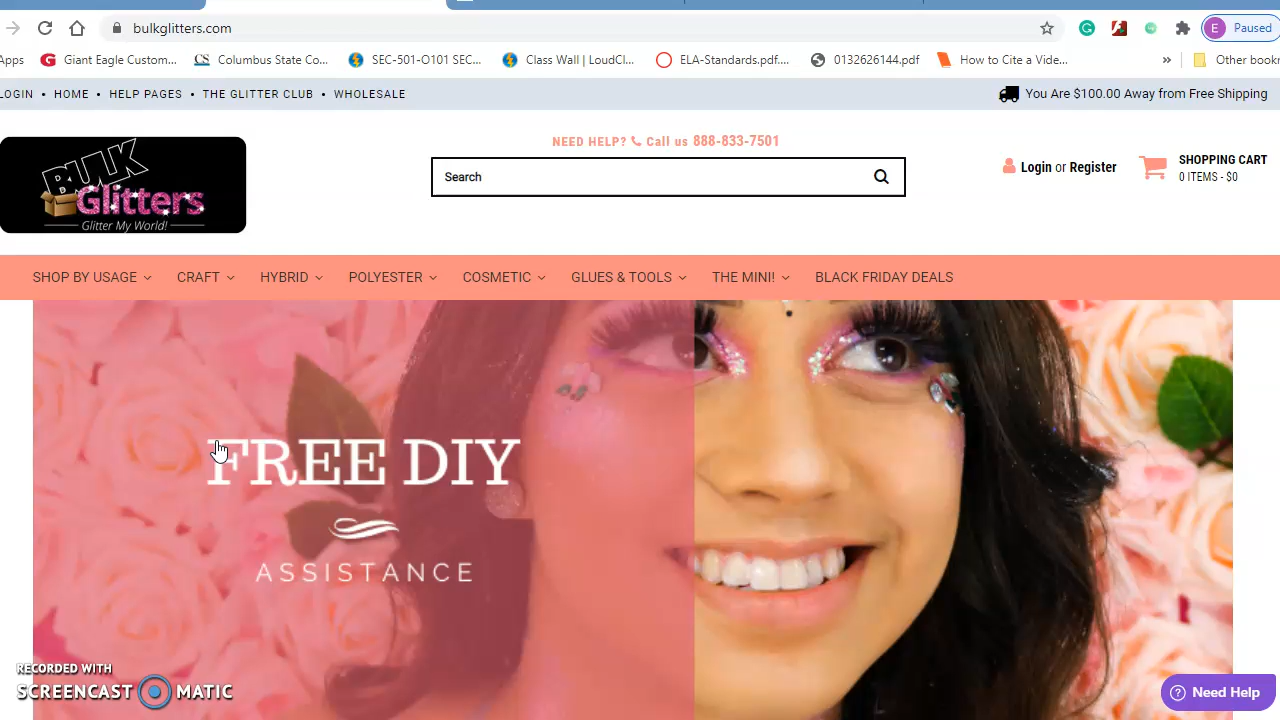 bulkglitters.com
E Paused
Apps Giant Eagle Custom... CS Columbus State Co... SEC-501-O101 SEC... Class Wall | LoudCl... ELA-Standards.pdf.... 0132626144.pdf How to Cite a Vide... » Other bookr
LOGIN • HOME • HELP PAGES • THE GLITTER CLUB • WHOLESALE
You Are $100.00 Away from Free Shipping
NEED HELP? Call us 888-833-7501
BULK
Glitters
Glitter My World!
Search
Login or Register
SHOPPING CART
0 ITEMS - $0
SHOP BY USAGE CRAFT HYBRID POLYESTER COSMETIC GLUES & TOOLS THE MINI! BLACK FRIDAY DEALS
FREE DIY
ASSISTANCE
RECORDED WITH
SCREENCAST MATIC
? Need Help